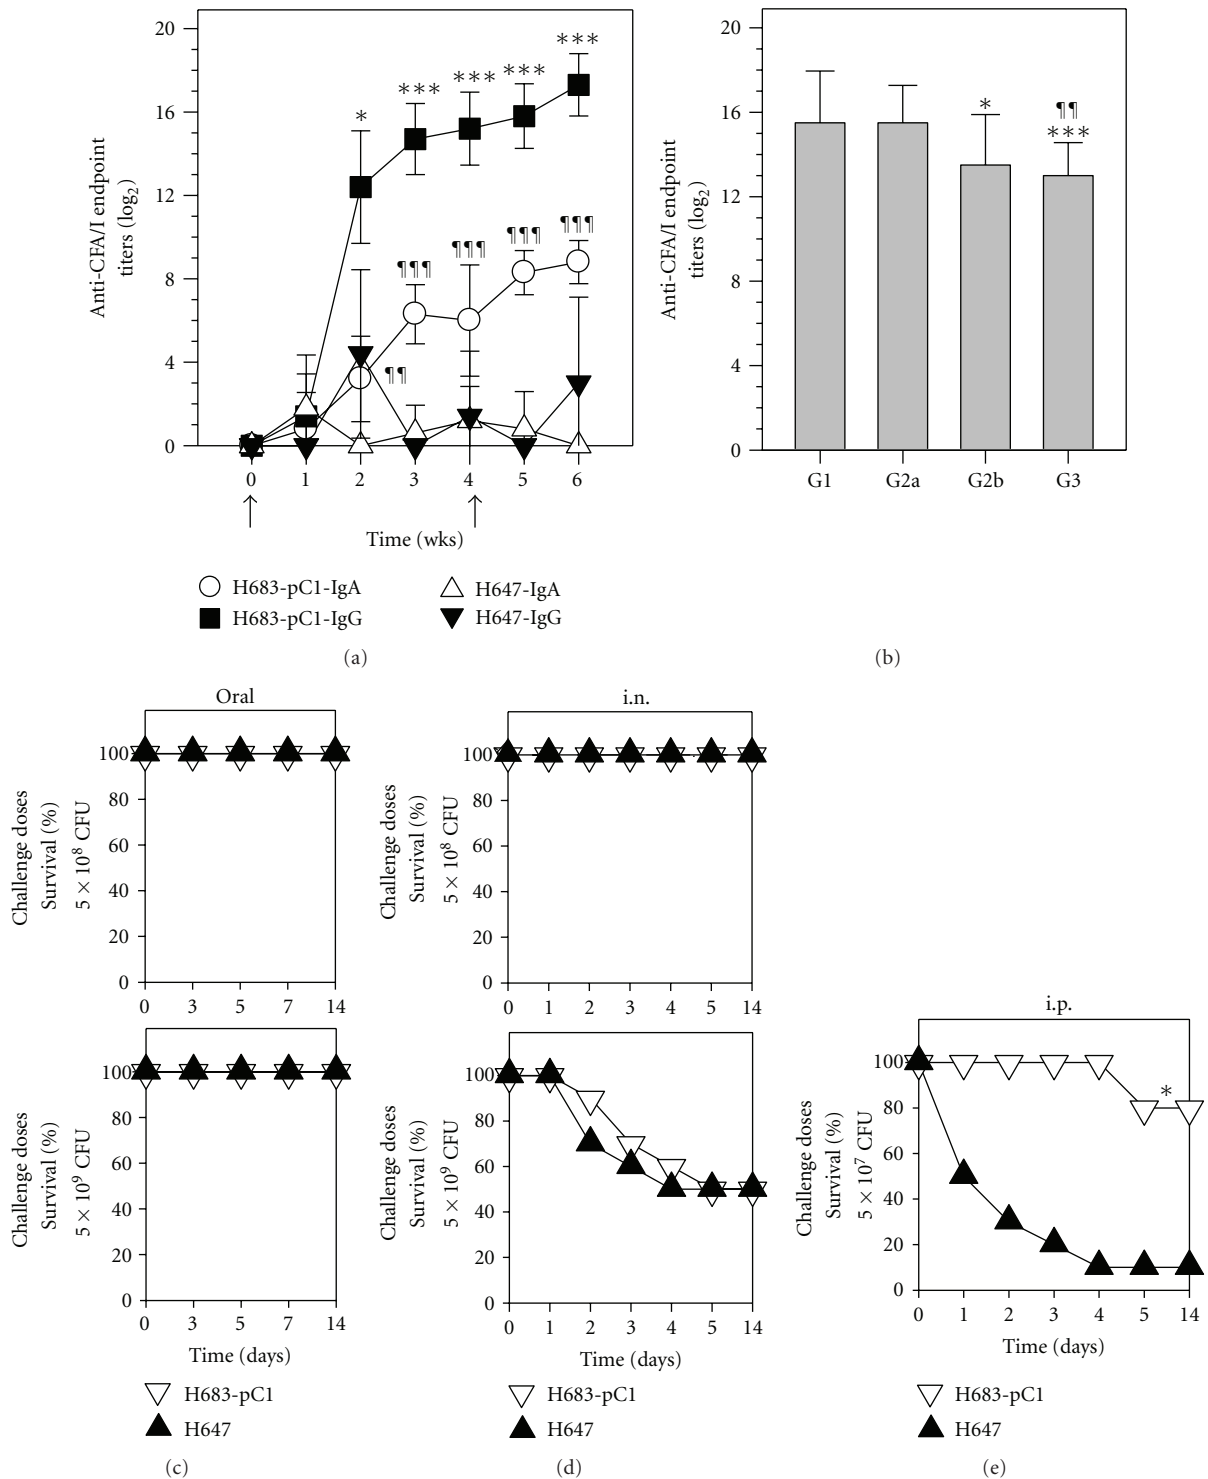 Anti-CFA/I endpoint
titers (log2)
20
16
12
8
4
0
*
***
***
***
***
¶¶
¶¶¶
¶¶¶
¶¶¶
¶¶¶
0 1 2 3 4 5 6
Time (wks)
H683-pC1-IgA
H683-pC1-IgG
H647-IgA
H647-IgG
(a)
Anti-CFA/I endpoint
titers (log2)
20
16
12
8
4
0
*
¶¶
***
G1 G2a G2b G3
(b)
Oral
Challenge doses
Survival (%)
5 × 10^8 CFU
100
80
60
40
20
0
0 3 5 7 14
Challenge doses
Survival (%)
5 × 10^9 CFU
100
80
60
40
20
0
0 3 5 7 14
Time (days)
H683-pC1
H647
(c)
i.n.
Challenge doses
Survival (%)
5 × 10^8 CFU
100
80
60
40
20
0
0 1 2 3 4 5 14
Challenge doses
Survival (%)
5 × 10^9 CFU
100
80
60
40
20
0
0 1 2 3 4 5 14
Time (days)
H683-pC1
H647
(d)
i.p.
Challenge doses
Survival (%)
5 × 10^7 CFU
100
80
60
40
20
0
*
0 1 2 3 4 5 14
Time (days)
H683-pC1
H647
(e)